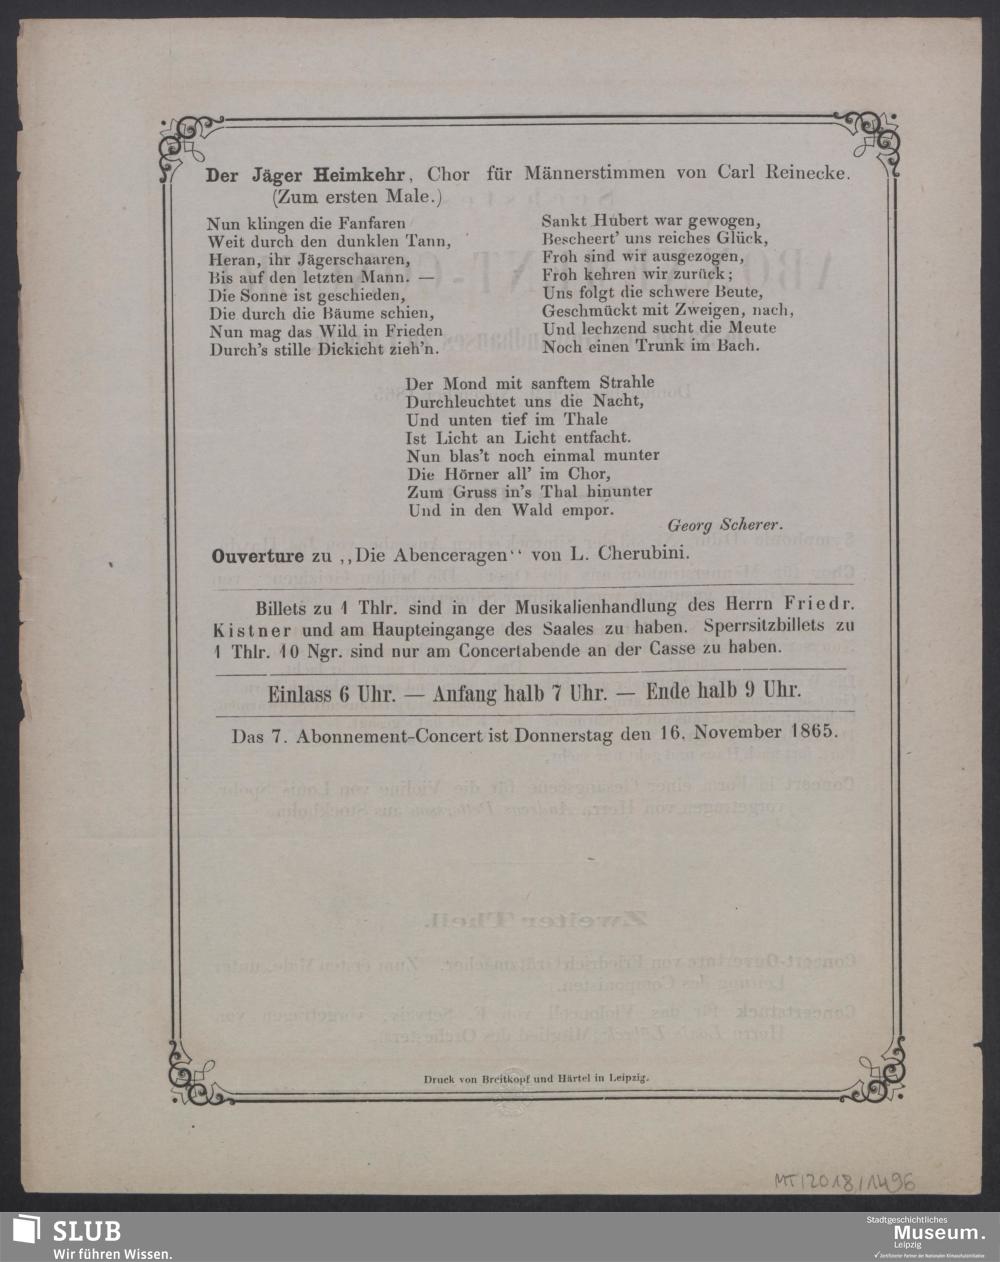 Der Jäger Heimkehr, Chor für Männerstimmen von Carl Reinecke.
(Zum ersten Male.)
Nun klingen die Fanfaren
Weit durch den dunklen Tann,
Heran, ihr Jägerschaaren,
Bis auf den letzten Mann. —
Die Sonne ist geschieden,
Die durch die Bäume schien,
Nun mag das Wild in Frieden
Durch's stille Dickicht zieh'n.
Sankt Hubert war gewogen,
Bescheert' uns reiches Glück,
Froh sind wir ausgezogen,
Froh kehren wir zurück;
Uns folgt die schwere Beute,
Geschmückt mit Zweigen, nach,
Und lechzend sucht die Meute
Noch einen Trunk im Bach.
Der Mond mit sanftem Strahle
Durchleuchtet uns die Nacht,
Und unten tief im Thale
Ist Licht an Licht entfacht.
Nun blas't noch einmal munter
Die Hörner all' im Chor,
Zum Gruss in's Thal hinunter
Und in den Wald empor.
Georg Scherer.
Ouverture zu ,,Die Abenceragen‘‘ von L. Cherubini.
Billets zu 1 Thlr. sind in der Musikalienhandlung des Herrn Friedr.
Kistner und am Haupteingange des Saales zu haben. Sperrsitzbillets zu
1 Thlr. 10 Ngr. sind nur am Concertabende an der Casse zu haben.
Einlass 6 Uhr. — Anfang halb 7 Uhr. — Ende halb 9 Uhr.
Das 7. Abonnement-Concert ist Donnerstag den 16. November 1865.
Druck von Breitkopf und Härtel in Leipzig.
MT/2018/1496
SLUB
Wir führen Wissen.
Stadtgeschichtliches
Museum.
Leipzig
Zertifizierter Partner der Nationalen Klimaschutzinitiative